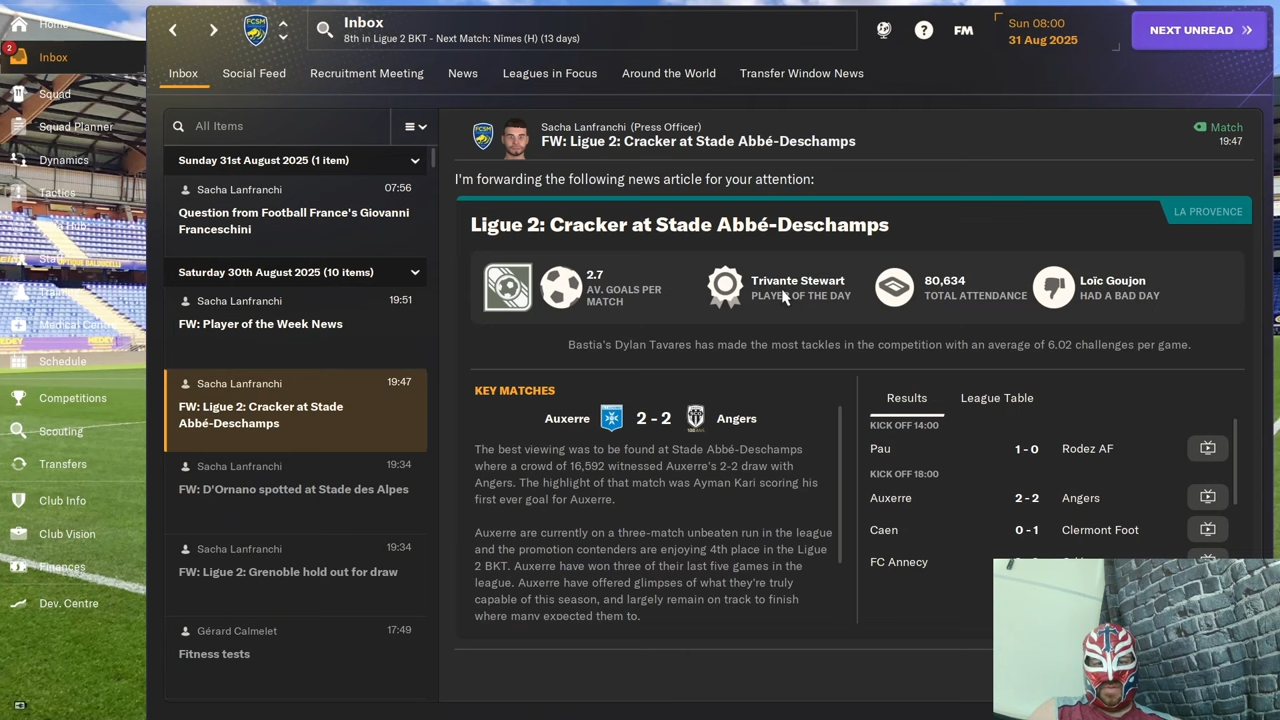 Home
2
Inbox
Squad
Squad Planner
Dynamics
Tactics
Medical Centre
Schedule
Competitions
Scouting
Transfers
Club Info
Club Vision
Finances
Dev. Centre
FCSM
Inbox
8th in Ligue 2 BKT - Next Match: Nîmes (H) (13 days)
?
FM
Sun 08:00
31 Aug 2025
NEXT UNREAD
Inbox
Social Feed
Recruitment Meeting
News
Leagues in Focus
Around the World
Transfer Window News
All Items
Sunday 31st August 2025 (1 item)
Sacha Lanfranchi
07:56
Question from Football France's Giovanni
Franceschini
Saturday 30th August 2025 (10 items)
Sacha Lanfranchi
19:51
FW: Player of the Week News
Sacha Lanfranchi
19:47
FW: Ligue 2: Cracker at Stade
Abbé-Deschamps
Sacha Lanfranchi
19:34
FW: D'Ornano spotted at Stade des Alpes
Sacha Lanfranchi
19:34
FW: Ligue 2: Grenoble hold out for draw
Gérard Calmelet
17:49
Fitness tests
FCSM
Sacha Lanfranchi (Press Officer)
FW: Ligue 2: Cracker at Stade Abbé-Deschamps
Match
19:47
I'm forwarding the following news article for your attention:
LA PROVENCE
Ligue 2: Cracker at Stade Abbé-Deschamps
2.7
AV. GOALS PER
MATCH
Trivante Stewart
PLAYER OF THE DAY
80,634
TOTAL ATTENDANCE
Loïc Goujon
HAD A BAD DAY
Bastia's Dylan Tavares has made the most tackles in the competition with an average of 6.02 challenges per game.
KEY MATCHES
Auxerre
2 - 2
Angers
The best viewing was to be found at Stade Abbé-Deschamps
where a crowd of 16,592 witnessed Auxerre's 2-2 draw with
Angers. The highlight of that match was Ayman Kari scoring his
first ever goal for Auxerre.
Auxerre are currently on a three-match unbeaten run in the league
and the promotion contenders are enjoying 4th place in the Ligue
2 BKT. Auxerre have won three of their last five games in the
league. Auxerre have offered glimpses of what they're truly
capable of this season, and largely remain on track to finish
where many expected them to.
Results
League Table
KICK OFF 14:00
Pau
1 - 0
Rodez AF
KICK OFF 18:00
Auxerre
2 - 2
Angers
Caen
0 - 1
Clermont Foot
FC Annecy